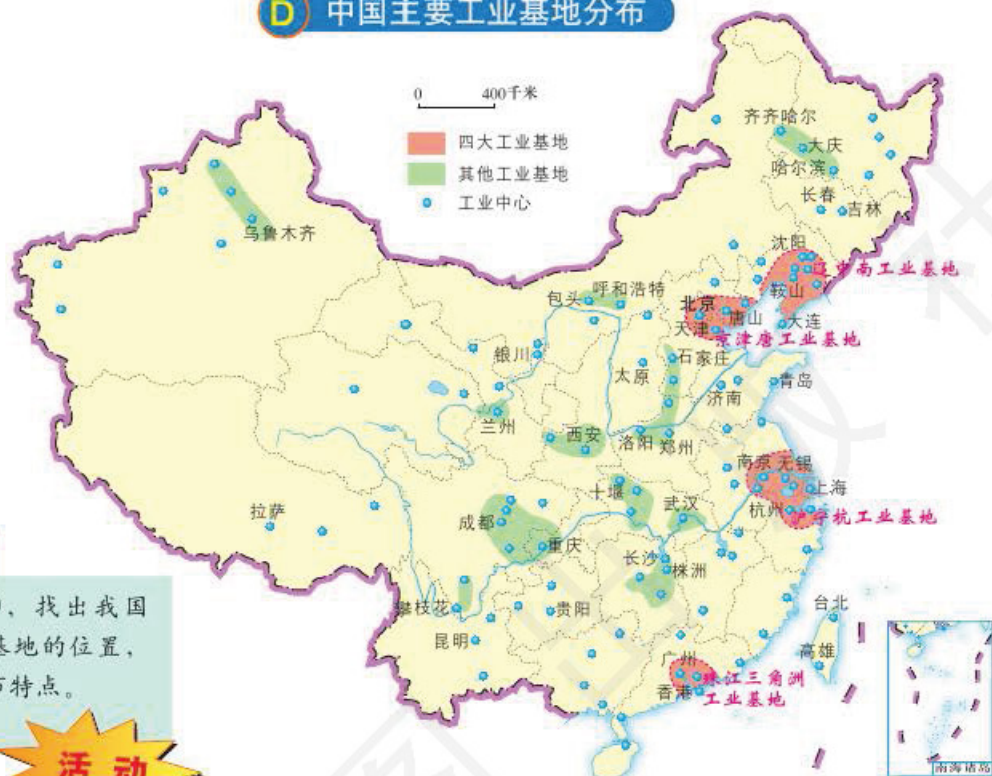 D 中国主要工业基地分布
0 400千米
四大工业基地
其他工业基地
工业中心
齐齐哈尔
大庆
哈尔滨
长春
吉林
乌鲁木齐
沈阳
辽中南工业基地
鞍山
包头
呼和浩特
北京
唐山
大连
天津
京津唐工业基地
银川
石家庄
太原
青岛
济南
兰州
西安
洛阳
郑州
南京
无锡
上海
十堰
武汉
杭州
沪宁杭工业基地
拉萨
成都
重庆
长沙
株洲
攀枝花
贵阳
台北
昆明
高雄
广州
珠江三角洲
工业基地
香港
南海诸岛
，找出我国
基地的位置，
特点。
活动